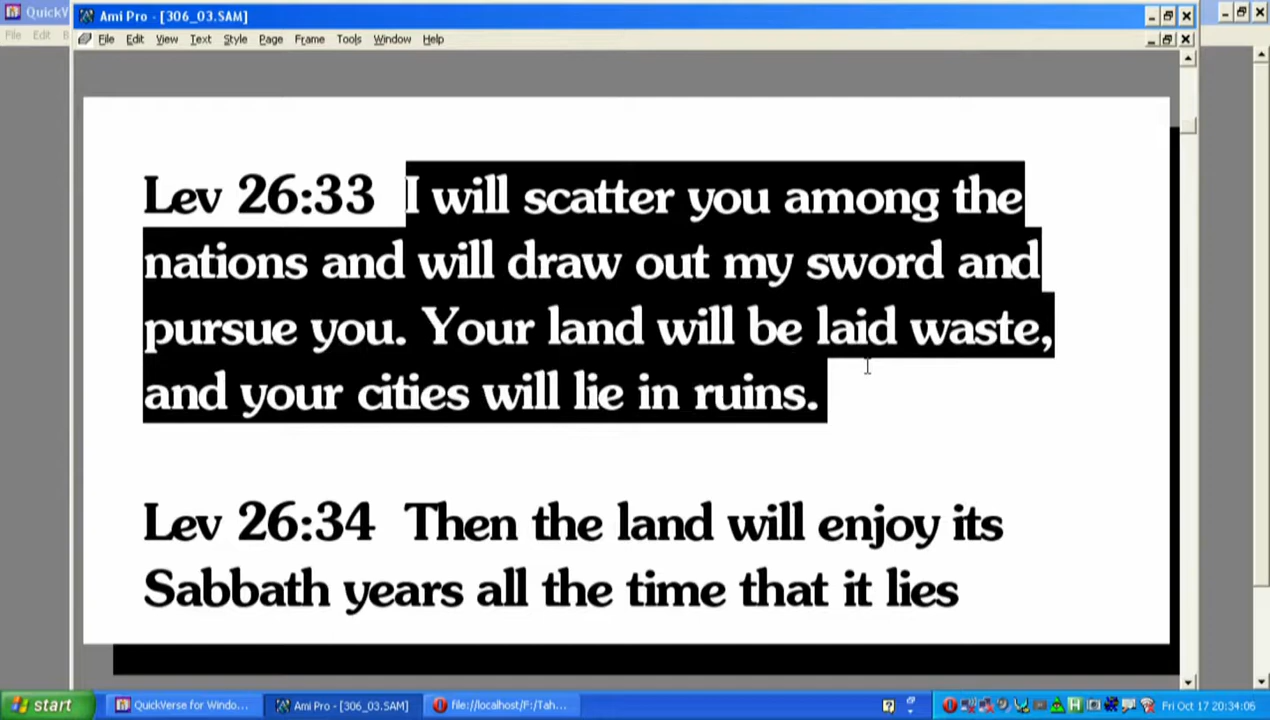 QuickV
Ami Pro - [306_03.SAM]
File Edit B
File Edit View Text Style Page Frame Tools Window Help
Lev 26:33 I will scatter you among the
nations and will draw out my sword and
pursue you. Your land will be laid waste,
and your cities will lie in ruins.
Lev 26:34 Then the land will enjoy its
Sabbath years all the time that it lies
start
QuickVerse for Windo...
Ami Pro - [306_03.SAM]
file://localhost/F:/Tah...
Fri Oct 17 20:34:06